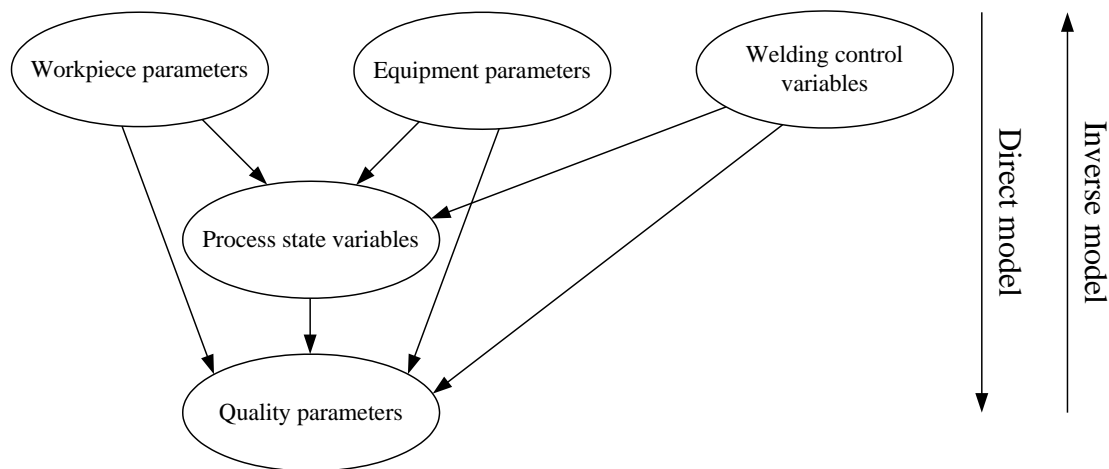 Workpiece parameters
Equipment parameters
Welding control
variables
Process state variables
Quality parameters
Direct model
Inverse model